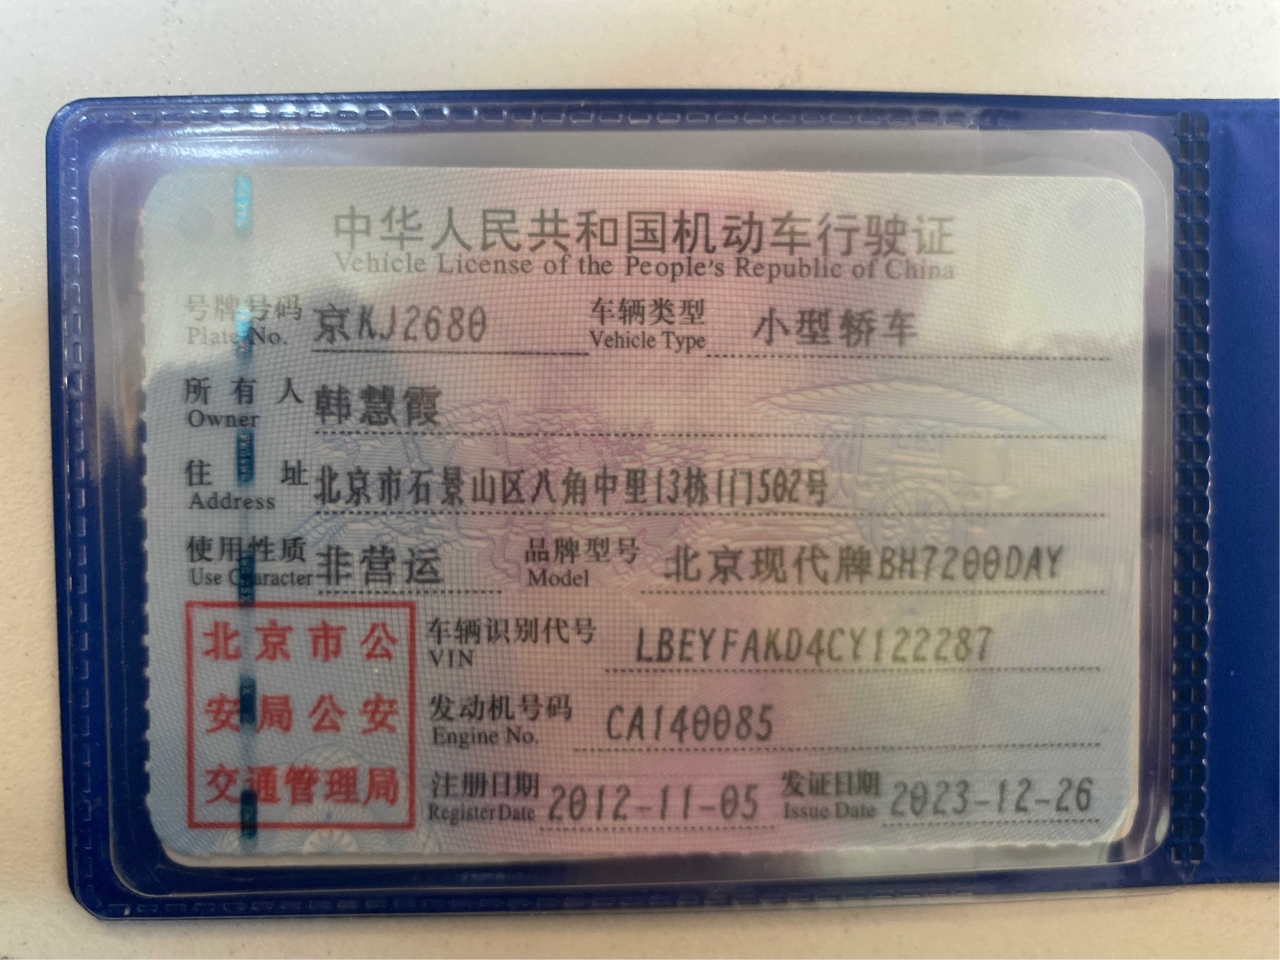 中华人民共和国机动车行驶证
Vehicle License of the People's Republic of China
号牌号码 京KJ2680 车辆类型 小型轿车
Plate No. Vehicle Type
所有人 韩慧霞
Owner
住址 北京市石景山区八角中里13栋1门502号
Address
使用性质 非营运 品牌型号 北京现代牌BH7200DAY
Use Character Model
北京市公安局公安交通管理局
车辆识别代号 LBEYFAKD4CY122287
VIN
发动机号码 CA140085
Engine No.
注册日期 2012-11-05 发证日期 2023-12-26
Register Date Issue Date